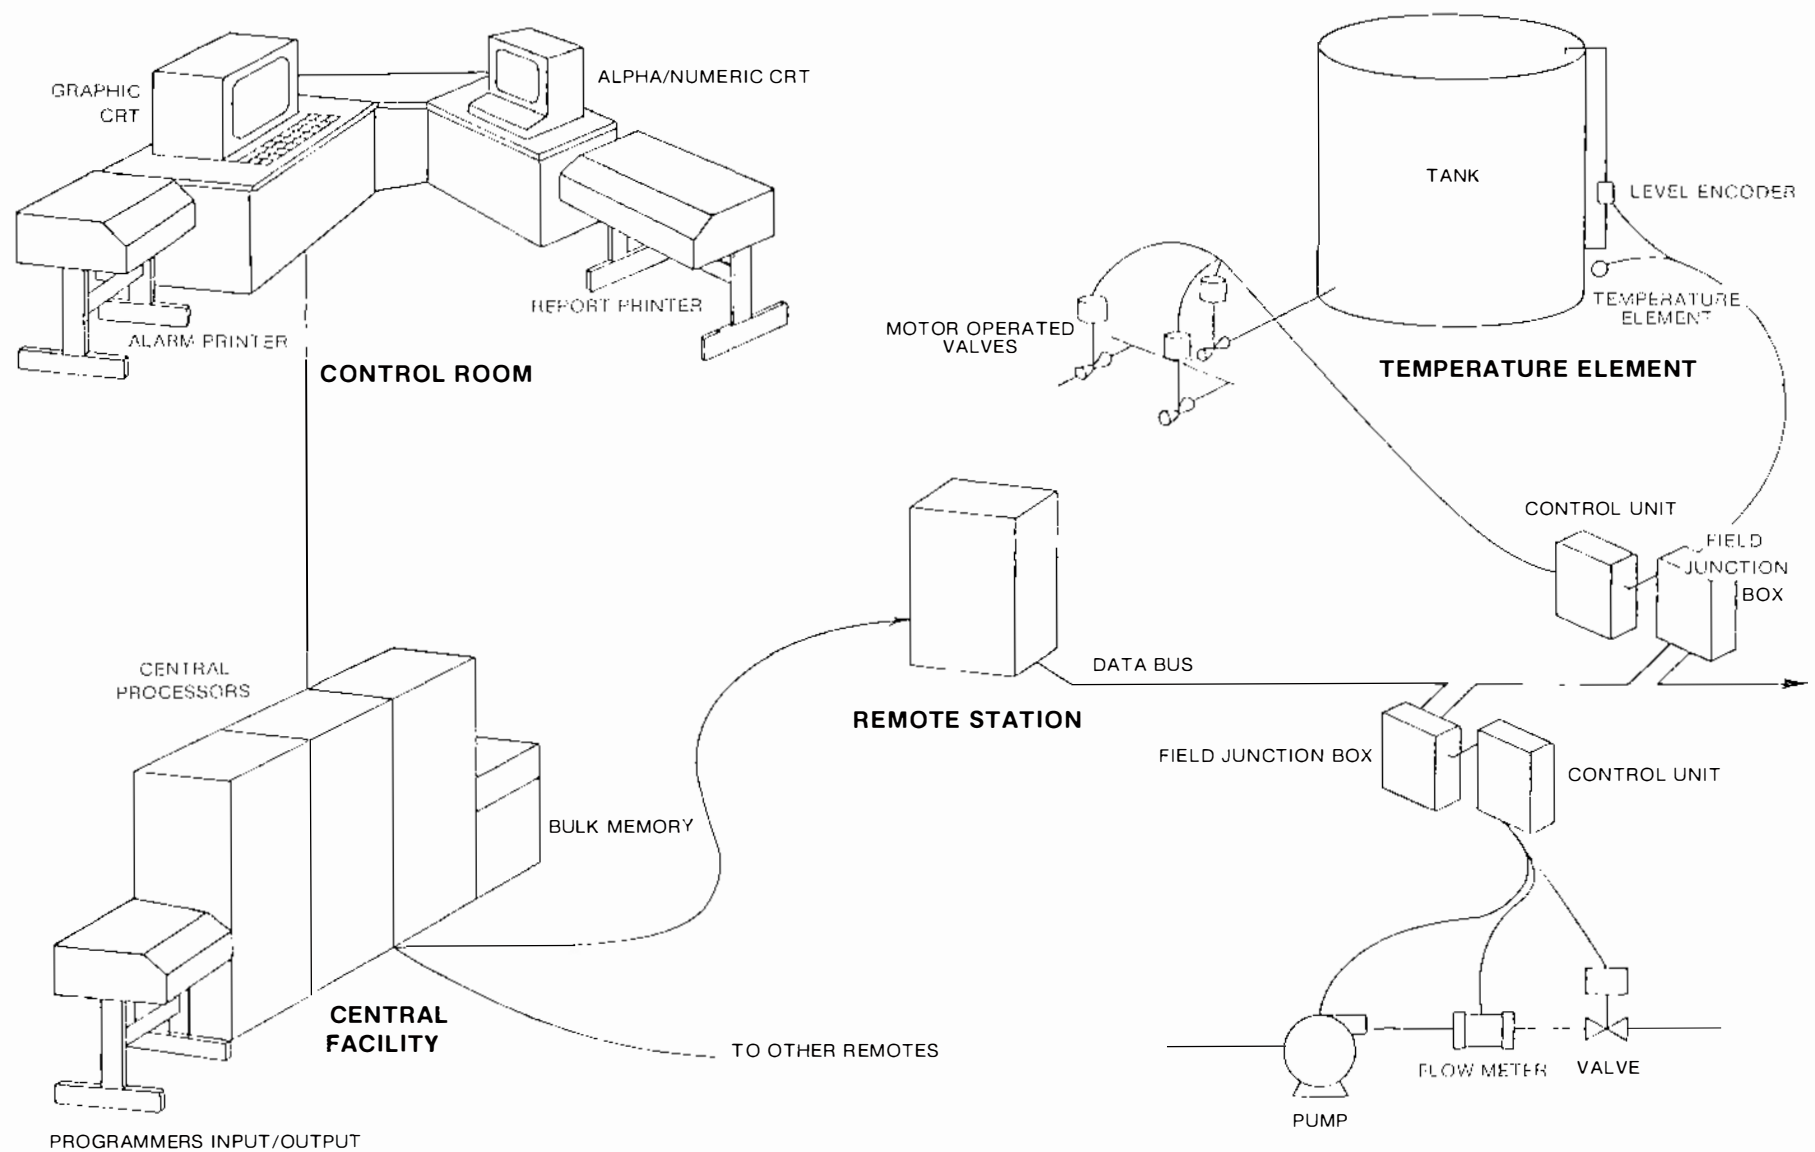 GRAPHIC
CRT
ALPHA/NUMERIC CRT
REPORT PRINTER
ALARM PRINTER
CONTROL ROOM
TANK
LEVEL ENCODER
TEMPERATURE
ELEMENT
MOTOR OPERATED
VALVES
TEMPERATURE ELEMENT
CONTROL UNIT
FIELD
JUNCTION
BOX
CENTRAL
PROCESSORS
DATA BUS
REMOTE STATION
FIELD JUNCTION BOX
CONTROL UNIT
BULK MEMORY
CENTRAL
FACILITY
TO OTHER REMOTES
FLOW METER
VALVE
PUMP
PROGRAMMERS INPUT/OUTPUT